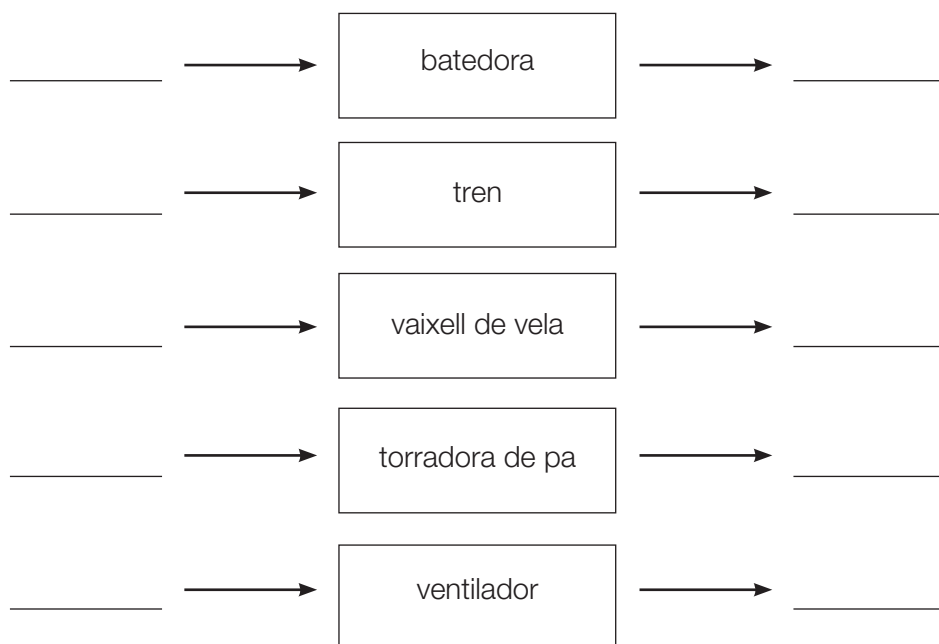 batedora
tren
vaixell de vela
torradora de pa
ventilador